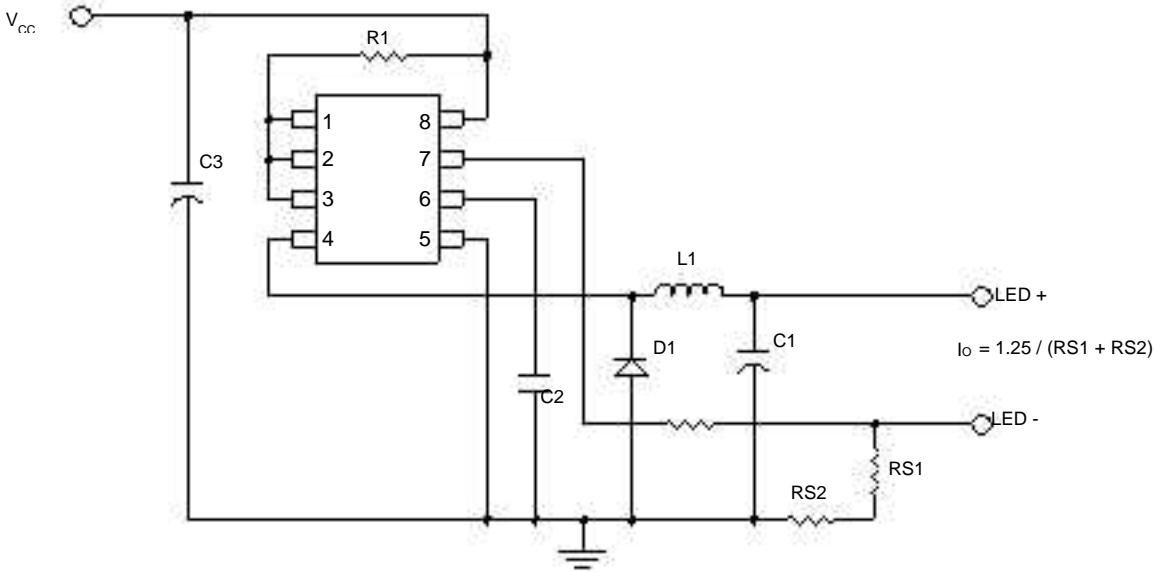 Vcc
R1
1 8
2 7
3 6
4 5
C3
L1
LED +
D1
C1
Io = 1.25 / (RS1 + RS2)
C2
LED -
RS1
RS2